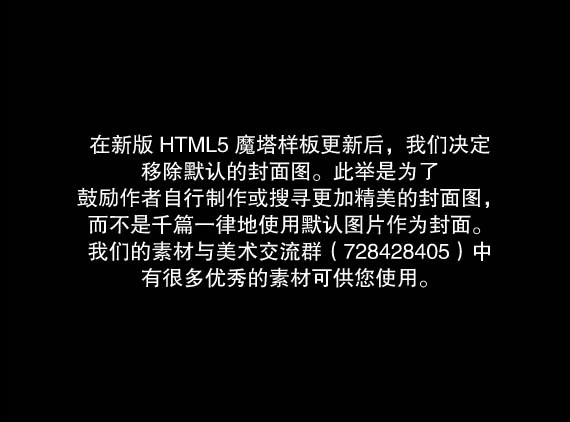 在新版 HTML5 魔塔样板更新后，我们决定
移除默认的封面图。此举是为了
鼓励作者自行制作或搜寻更加精美的封面图，
而不是千篇一律地使用默认图片作为封面。
我们的素材与美术交流群（728428405）中
有很多优秀的素材可供您使用。